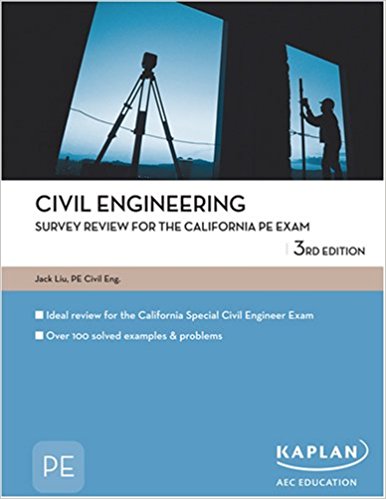 CIVIL ENGINEERING
SURVEY REVIEW FOR THE CALIFORNIA PE EXAM
3RD EDITION
Jack Liu, PE Civil Eng.
Ideal review for the California Special Civil Engineer Exam
Over 100 solved examples & problems
PE
KAPLAN
AEC EDUCATION